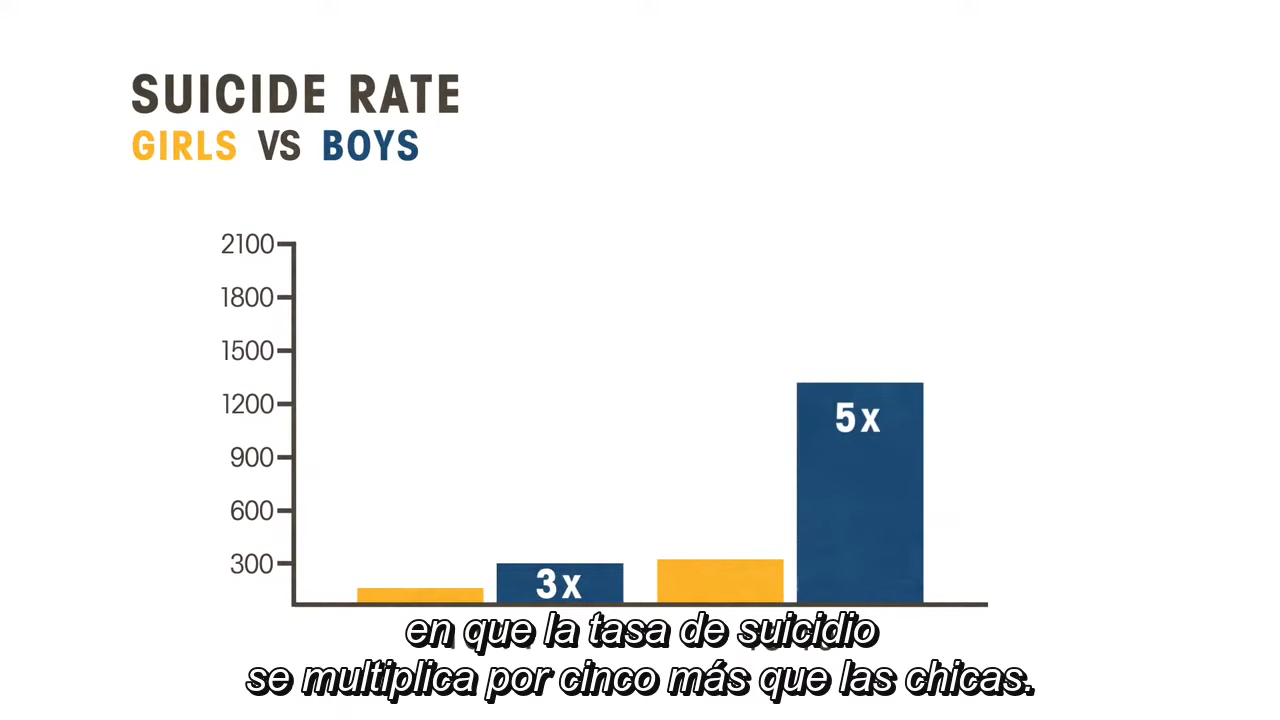 SUICIDE RATE
GIRLS VS BOYS
2100
1800
1500
1200
900
600
300
3x
5x
en que la tasa de suicidio
se multiplica por cinco más que las chicas.